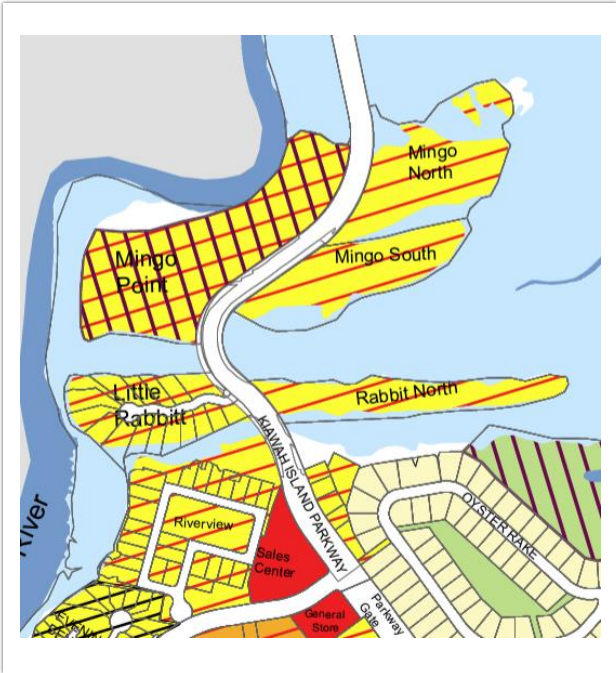 Mingo
North
Mingo
Point
Mingo South
Little
Rabbitt
Rabbit North
KIAWAH ISLAND PARKWAY
River
Riverview
OYSTER RAKE
Sales
Center
General
Store
Parkway
Gate